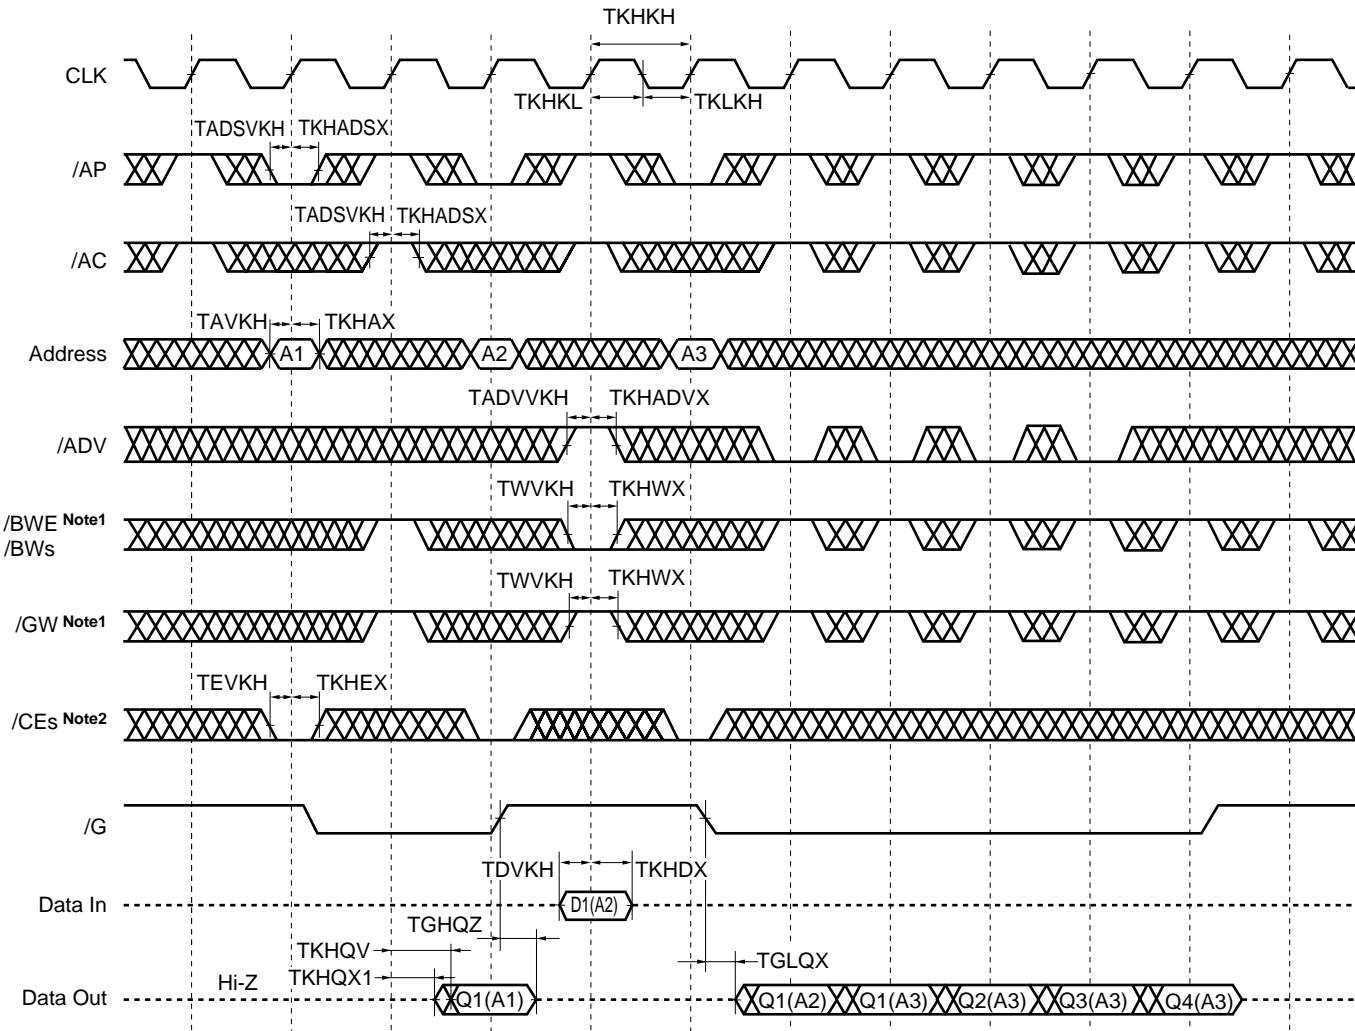 TKHKH
CLK
TKHKL TKLKH
TADSVKH TKHADSX
/AP
TADSVKH TKHADSX
/AC
TAVKH TKHAX
Address A1 A2 A3
TADVVKH TKHADVX
/ADV
TWVKH TKHWX
/BWE Note1
/BWs
TWVKH TKHWX
/GW Note1
TEVKH TKHEX
/CEs Note2
/G
TDVKH TKHDX
Data In D1(A2)
TGHQZ
TKHQV
TGLQX
Hi-Z TKHQX1
Data Out Q1(A1) Q1(A2) Q1(A3) Q2(A3) Q3(A3) Q4(A3)